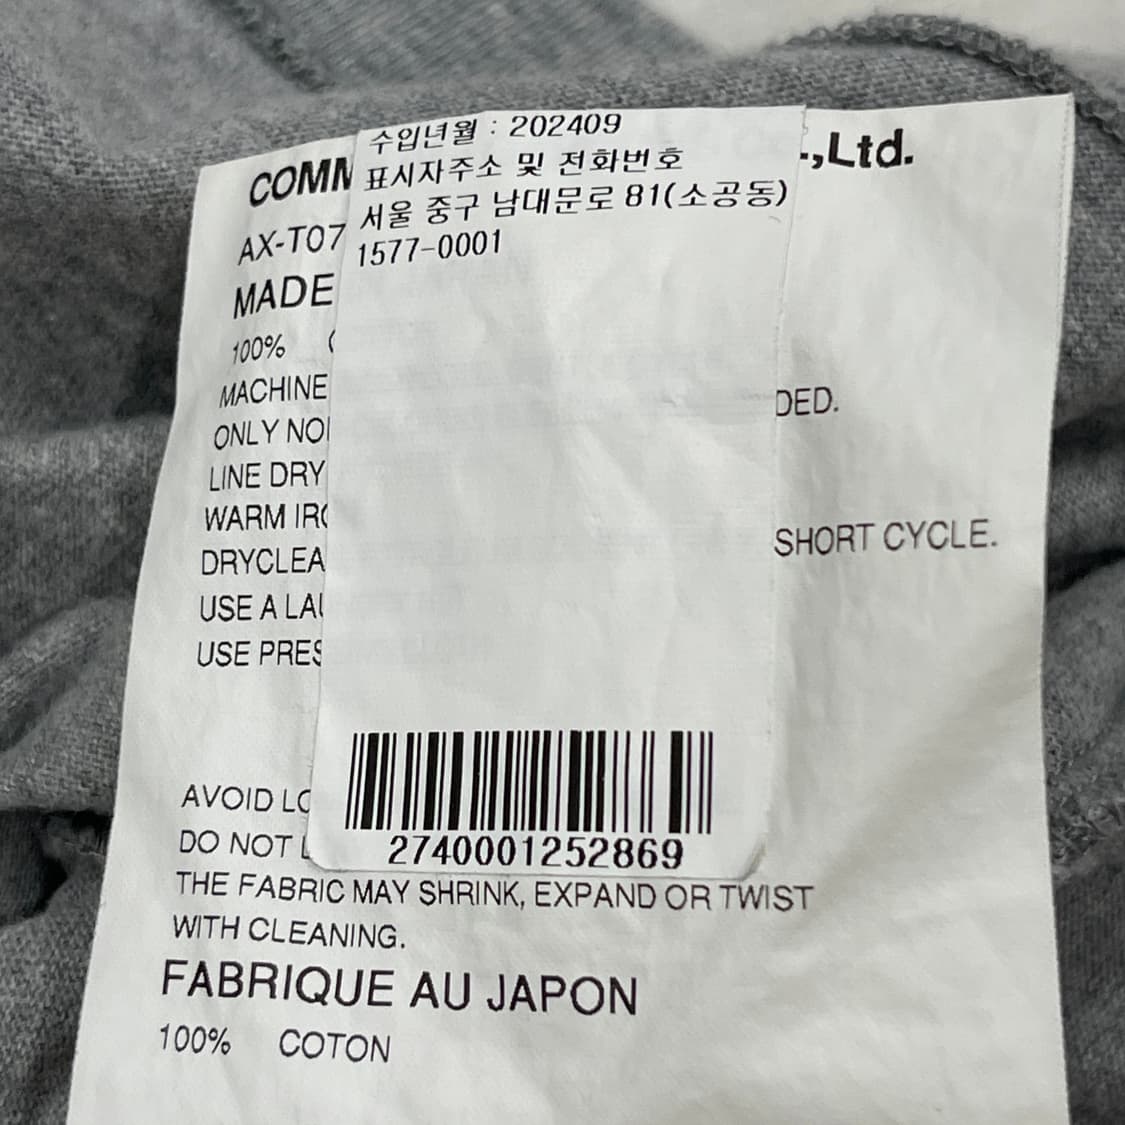 수입년월 : 202409
표시자주소 및 전화번호
서울 중구 남대문로 81(소공동)
1577-0001
2740001252869
COMM .,Ltd.
AX-T07
MADE
100%
MACHINE DED.
ONLY NO
LINE DRY
WARM IR
DRYCLEA SHORT CYCLE.
USE A LA
USE PRES
AVOID LO
DO NOT L
THE FABRIC MAY SHRINK, EXPAND OR TWIST
WITH CLEANING.
FABRIQUE AU JAPON
100% COTON